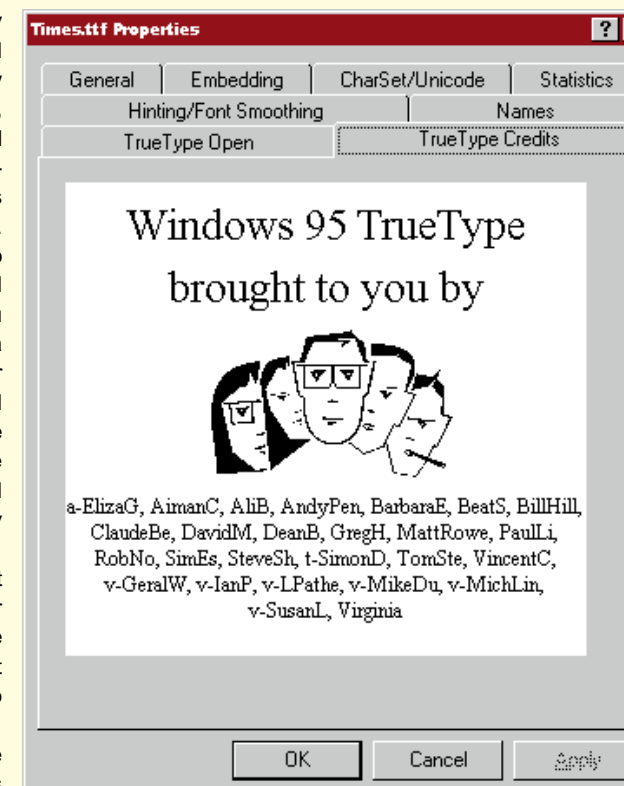 Times.ttf Properties
?
General Embedding CharSet/Unicode Statistics
Hinting/Font Smoothing Names
TrueType Open TrueType Credits
Windows 95 TrueType
brought to you by
a-ElizaG, AimanC, AliB, AndyPen, BarbaraE, BeatS, BillHill,
ClaudeBe, DavidM, DeanB, GregH, MattRowe, PaulLi,
RobNo, SimEs, SteveSh, t-SimonD, TomSte, VincentC,
v-GeralW, v-IanP, v-LPathe, v-MikeDu, v-MichLin,
v-SusanL, Virginia
OK Cancel Apply